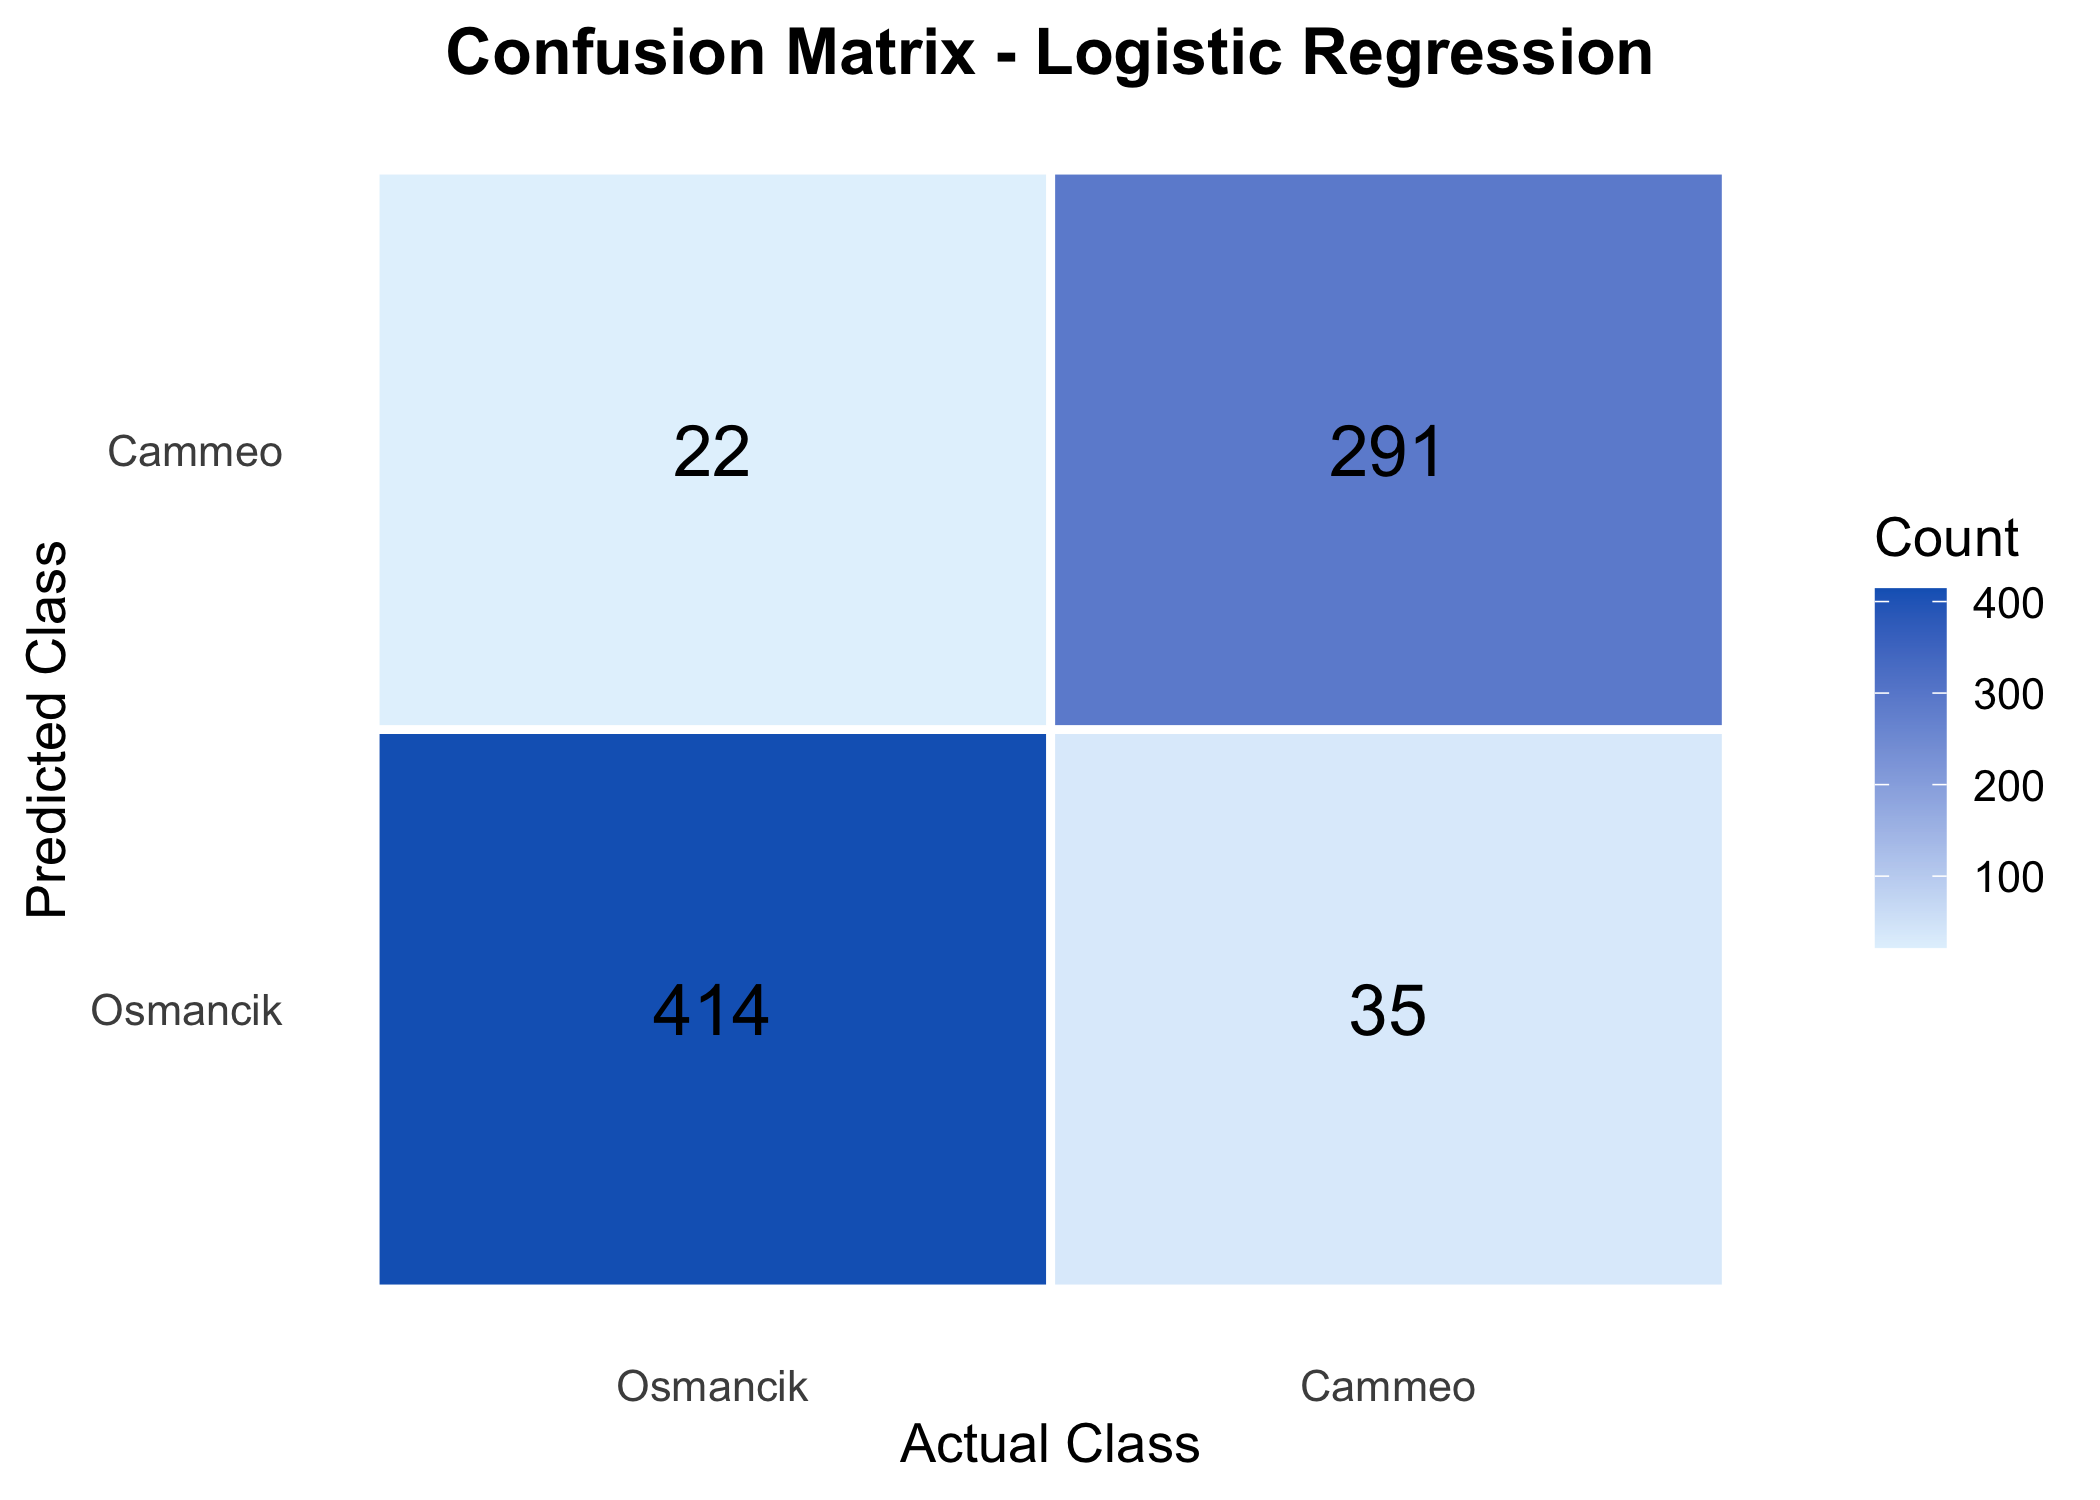 Confusion Matrix - Logistic Regression
Predicted Class
Cammeo
22
291
Osmancik
414
35
Osmancik
Cammeo
Actual Class
Count
400
300
200
100